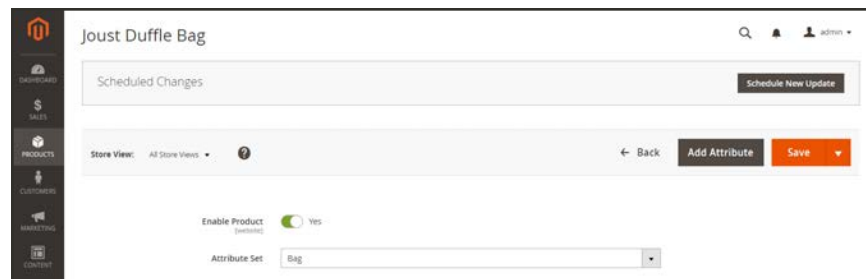 Joust Duffle Bag
admin
DASHBOARD
Scheduled Changes
Schedule New Update
SALES
PRODUCTS
Store View: All Store Views
?
← Back
Add Attribute
Save
CUSTOMERS
MARKETING
Enable Product
[website]
Yes
CONTENT
Attribute Set
Bag